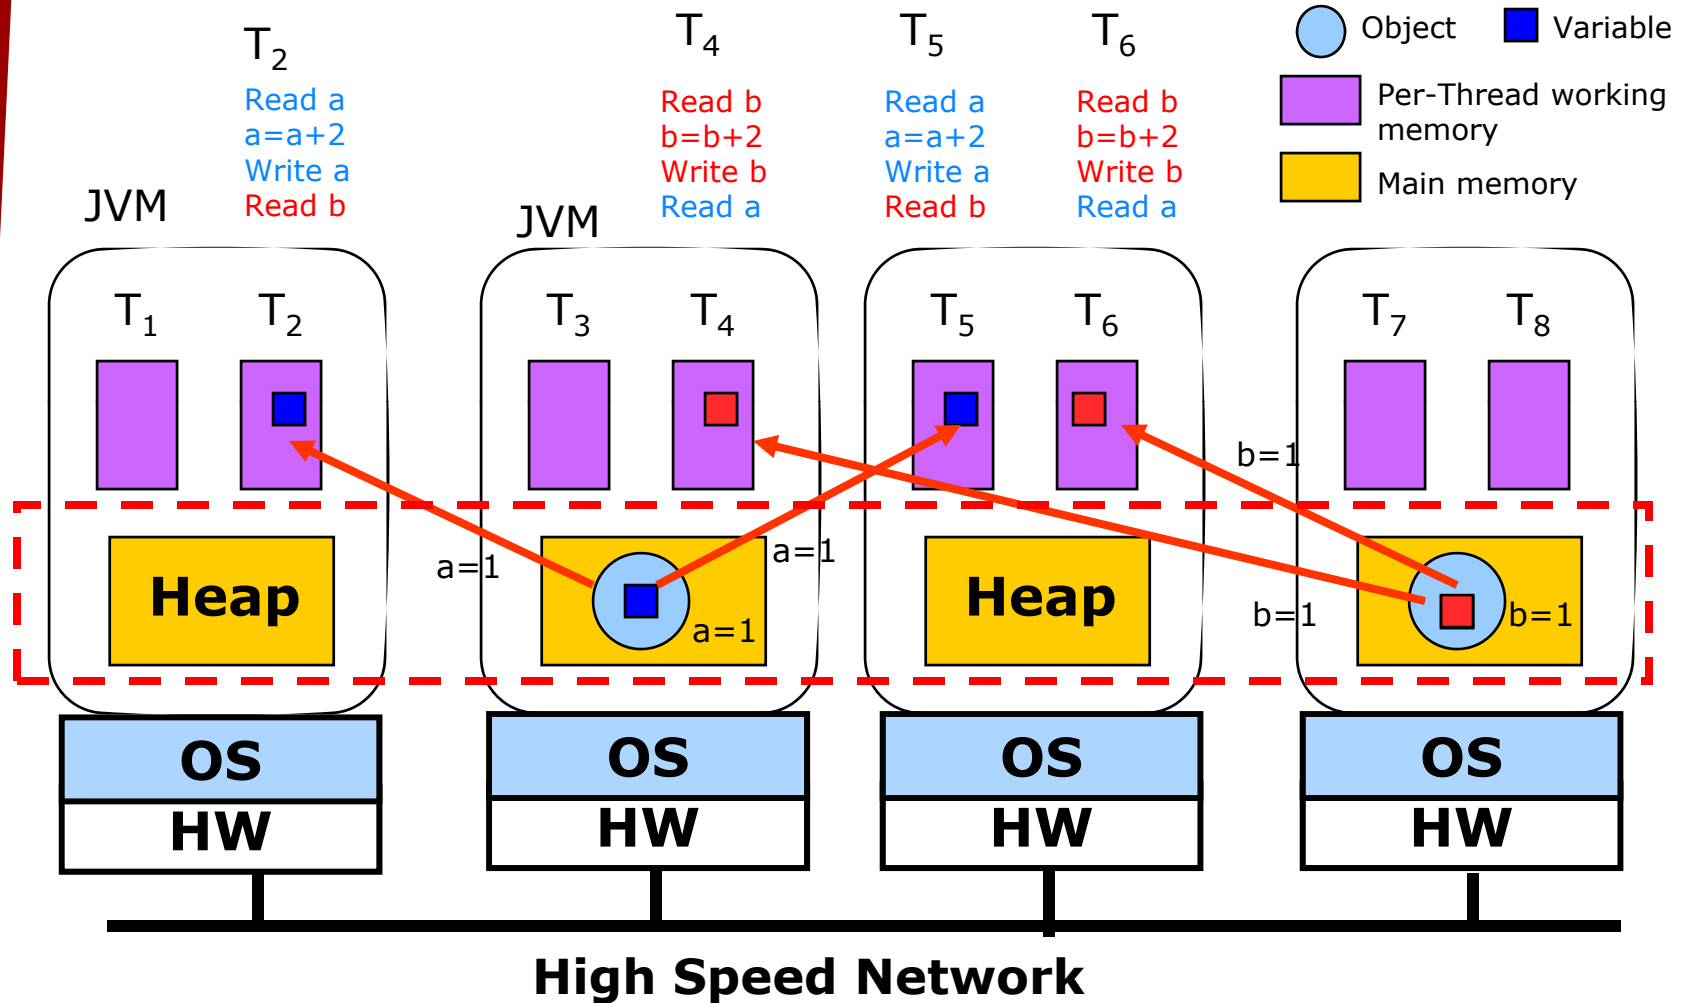 T2
Read a
a=a+2
Write a
Read b
T4
Read b
b=b+2
Write b
Read a
T5
Read a
a=a+2
Write a
Read b
T6
Read b
b=b+2
Write b
Read a
Object
Variable
Per-Thread working
memory
Main memory
JVM
JVM
T1
T2
T3
T4
T5
T6
T7
T8
b=1
a=1
a=1
Heap
a=1
Heap
b=1
b=1
OS
OS
OS
OS
HW
HW
HW
HW
High Speed Network